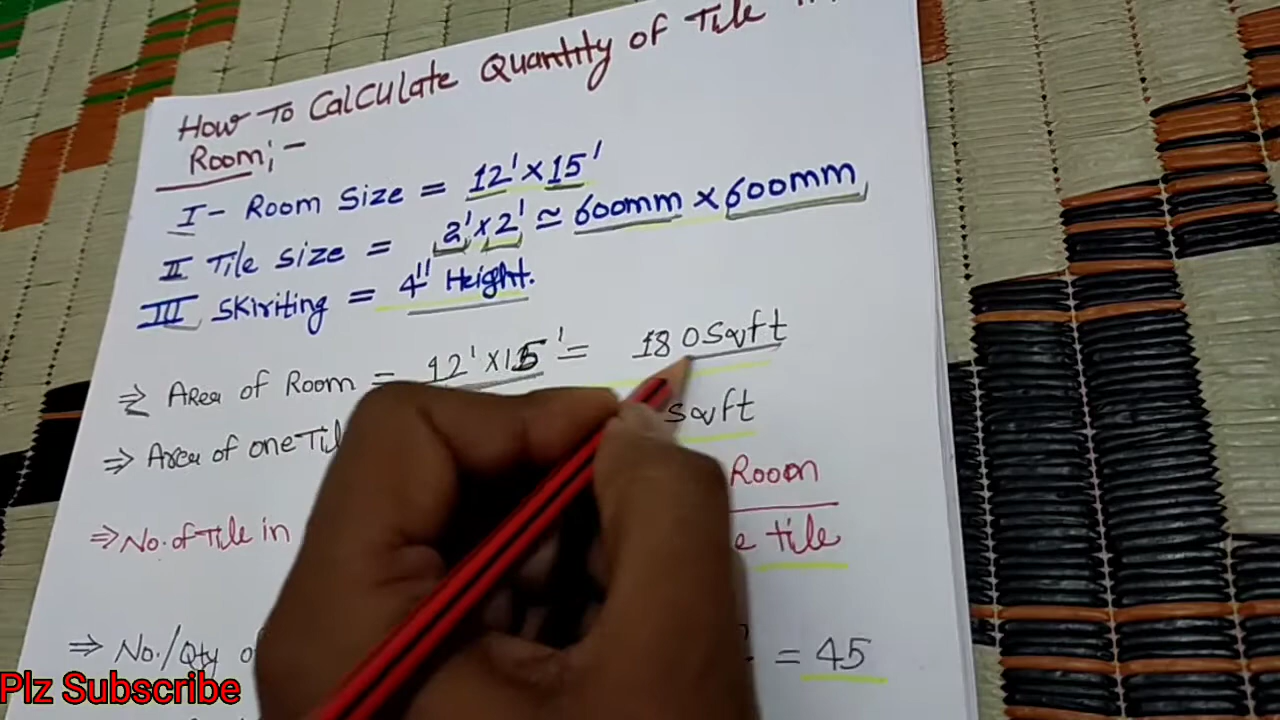 How To Calculate Quantity of Tile in
Room;-
I- Room Size = 12' x 15'
II Tile size = 2' x 2' ≃ 600mm x 600mm
III Skiriting = 4" Height.
⇒ Area of Room = 12' x 15' = 180 Sqft
⇒ Area of one Til sqft
⇒ No. of Tile in Room
e tile
⇒ No./Qty o = 45
Plz Subscribe